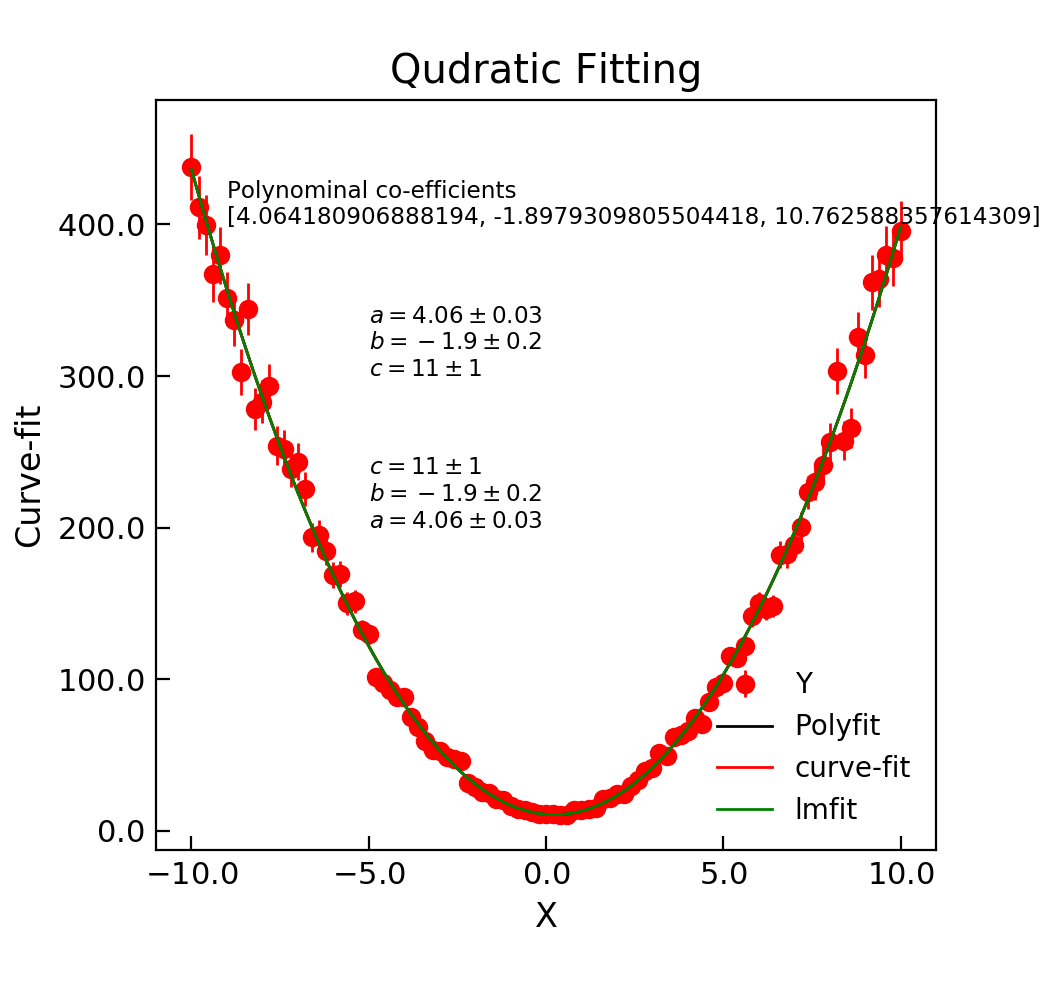 Qudratic Fitting
Polynominal co-efficients
[4.064180906888194, -1.8979309805504418, 10.762588357614309]
a = 4.06 ± 0.03
b = − 1.9 ± 0.2
c = 11 ± 1
c = 11 ± 1
b = − 1.9 ± 0.2
a = 4.06 ± 0.03
Curve-fit
400.0
300.0
200.0
100.0
0.0
Y
Polyfit
curve-fit
lmfit
−10.0
−5.0
0.0
5.0
10.0
X